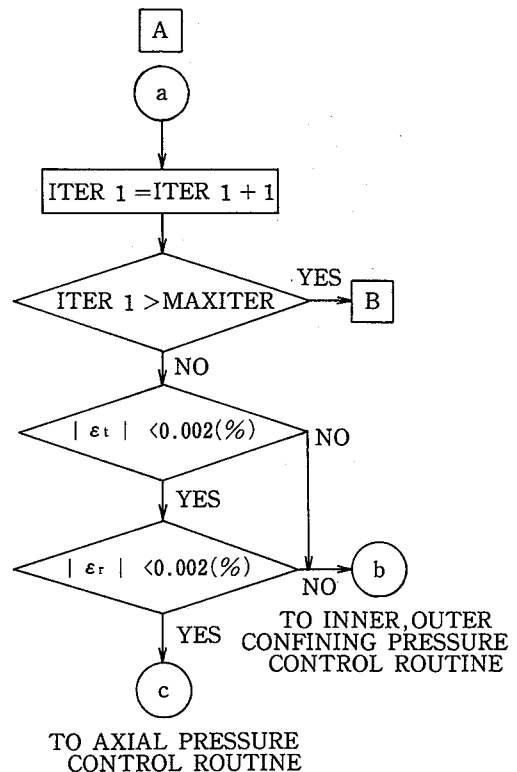 A
a
ITER 1 = ITER 1 + 1
YES
ITER 1 > MAXITER
B
NO
| εt | <0.002(%)
NO
YES
| εr | <0.002(%)
b
NO
TO INNER, OUTER
CONFINING PRESSURE
CONTROL ROUTINE
YES
c
TO AXIAL PRESSURE
CONTROL ROUTINE